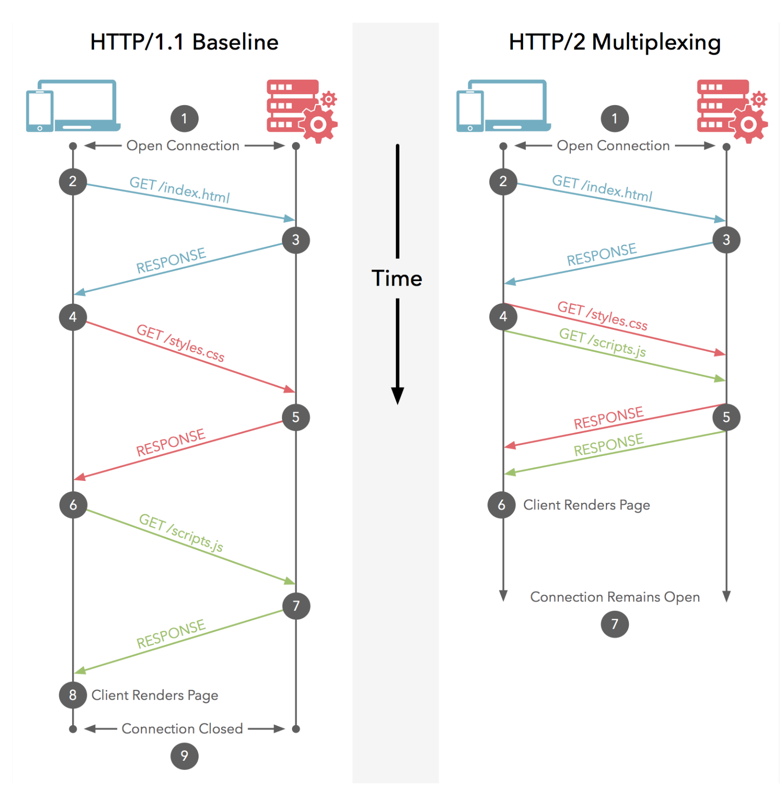 HTTP/1.1 Baseline
1
Open Connection
2
GET /index.html
3
RESPONSE
4
GET /styles.css
5
RESPONSE
6
GET /scripts.js
7
RESPONSE
8 Client Renders Page
Connection Closed
9
Time
HTTP/2 Multiplexing
1
Open Connection
2
GET /index.html
3
RESPONSE
4
GET /styles.css
GET /scripts.js
5
RESPONSE
RESPONSE
6 Client Renders Page
Connection Remains Open
7